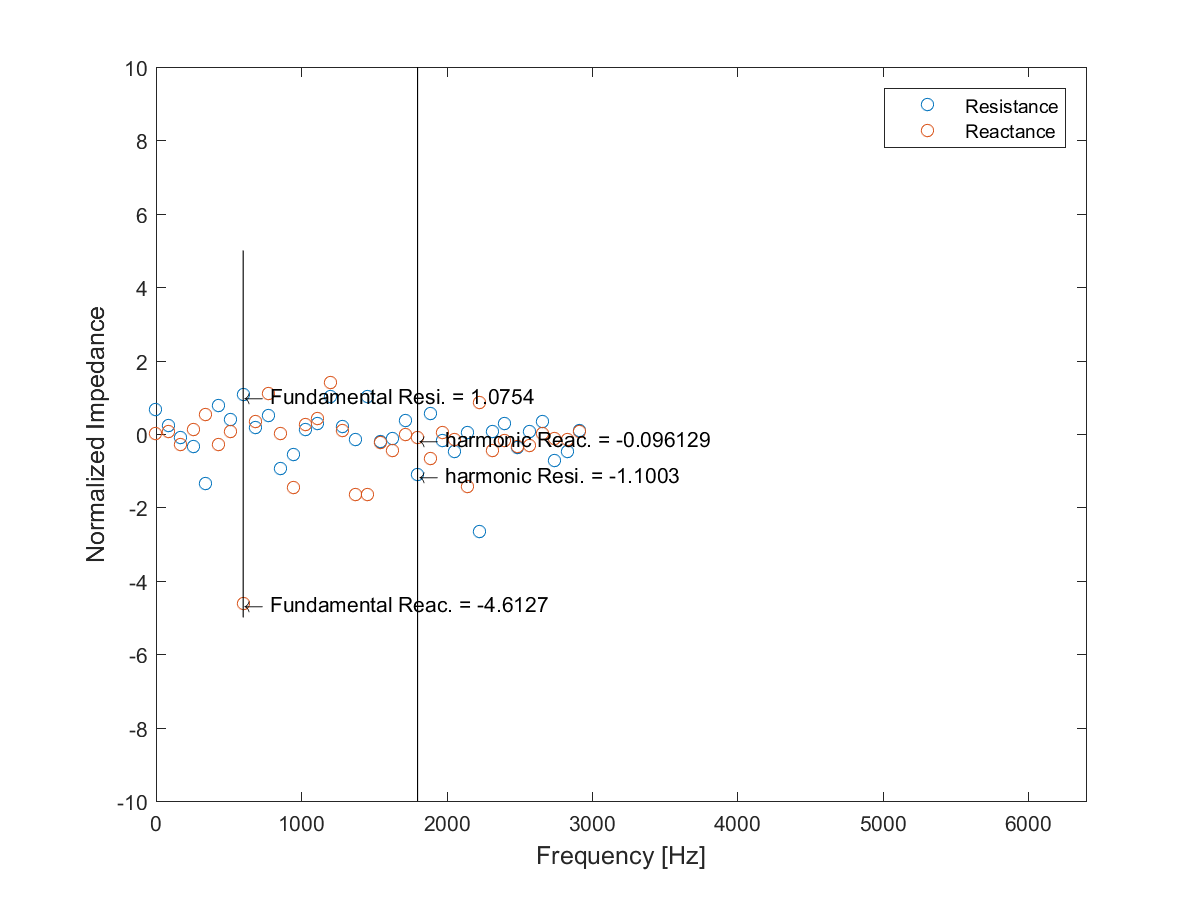 10
8
6
4
2
0
-2
-4
-6
-8
-10
Normalized Impedance
Resistance
Reactance
← Fundamental Resi. = 1.0754
← harmonic Reac. = -0.096129
← harmonic Resi. = -1.1003
← Fundamental Reac. = -4.6127
0 1000 2000 3000 4000 5000 6000
Frequency [Hz]